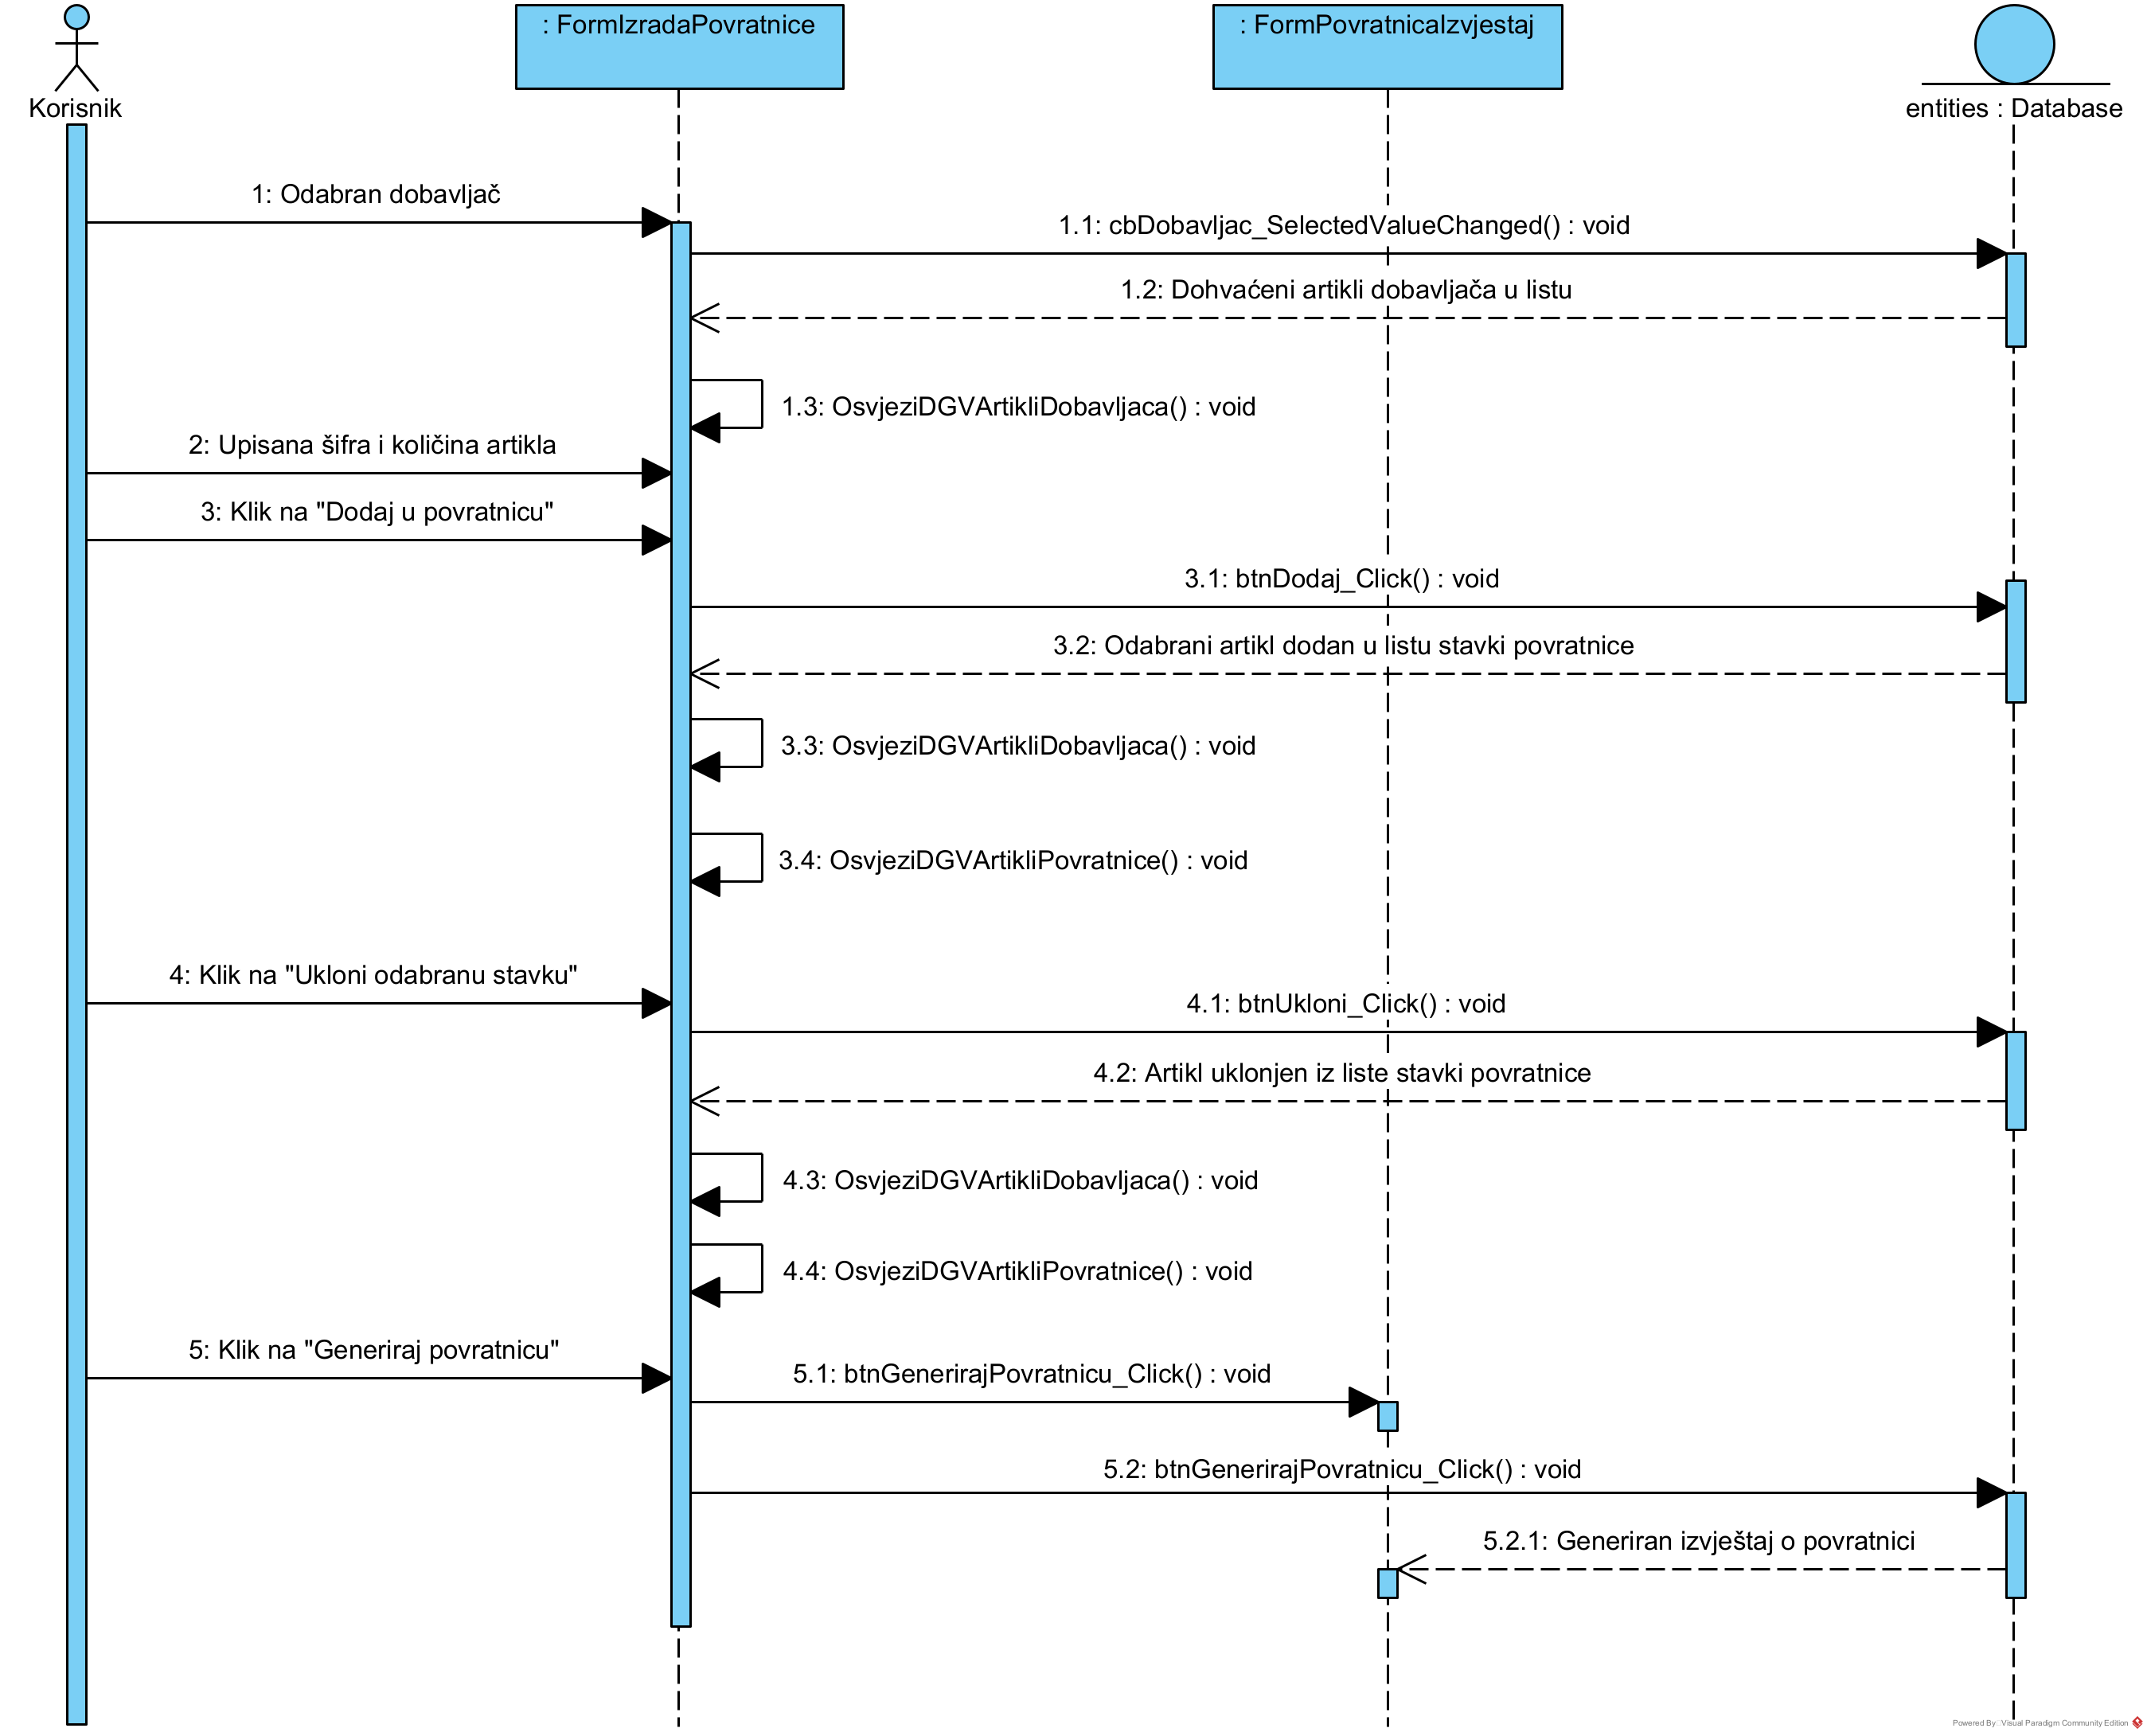 : FormIzradaPovratnice
: FormPovratnicaIzvjestaj
Korisnik
entities : Database
1: Odabran dobavljač
1.1: cbDobavljac_SelectedValueChanged() : void
1.2: Dohvaćeni artikli dobavljača u listu
1.3: OsvjeziDGVArtikliDobavljaca() : void
2: Upisana šifra i količina artikla
3: Klik na "Dodaj u povratnicu"
3.1: btnDodaj_Click() : void
3.2: Odabrani artikl dodan u listu stavki povratnice
3.3: OsvjeziDGVArtikliDobavljaca() : void
3.4: OsvjeziDGVArtikliPovratnice() : void
4: Klik na "Ukloni odabranu stavku"
4.1: btnUkloni_Click() : void
4.2: Artikl uklonjen iz liste stavki povratnice
4.3: OsvjeziDGVArtikliDobavljaca() : void
4.4: OsvjeziDGVArtikliPovratnice() : void
5: Klik na "Generiraj povratnicu"
5.1: btnGenerirajPovratnicu_Click() : void
5.2: btnGenerirajPovratnicu_Click() : void
5.2.1: Generiran izvještaj o povratnici
Powered By Visual Paradigm Community Edition